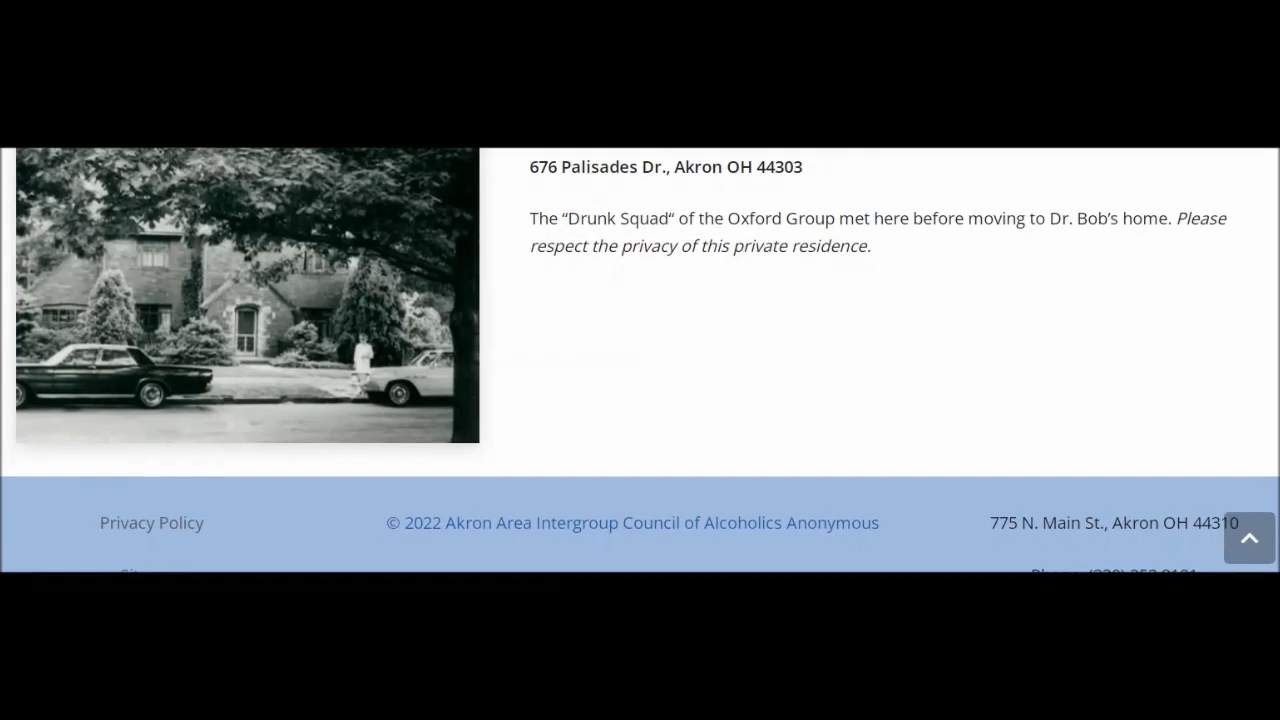 676 Palisades Dr., Akron OH 44303
The “Drunk Squad“ of the Oxford Group met here before moving to Dr. Bob’s home. Please
respect the privacy of this private residence.
Privacy Policy
© 2022 Akron Area Intergroup Council of Alcoholics Anonymous
775 N. Main St., Akron OH 44310